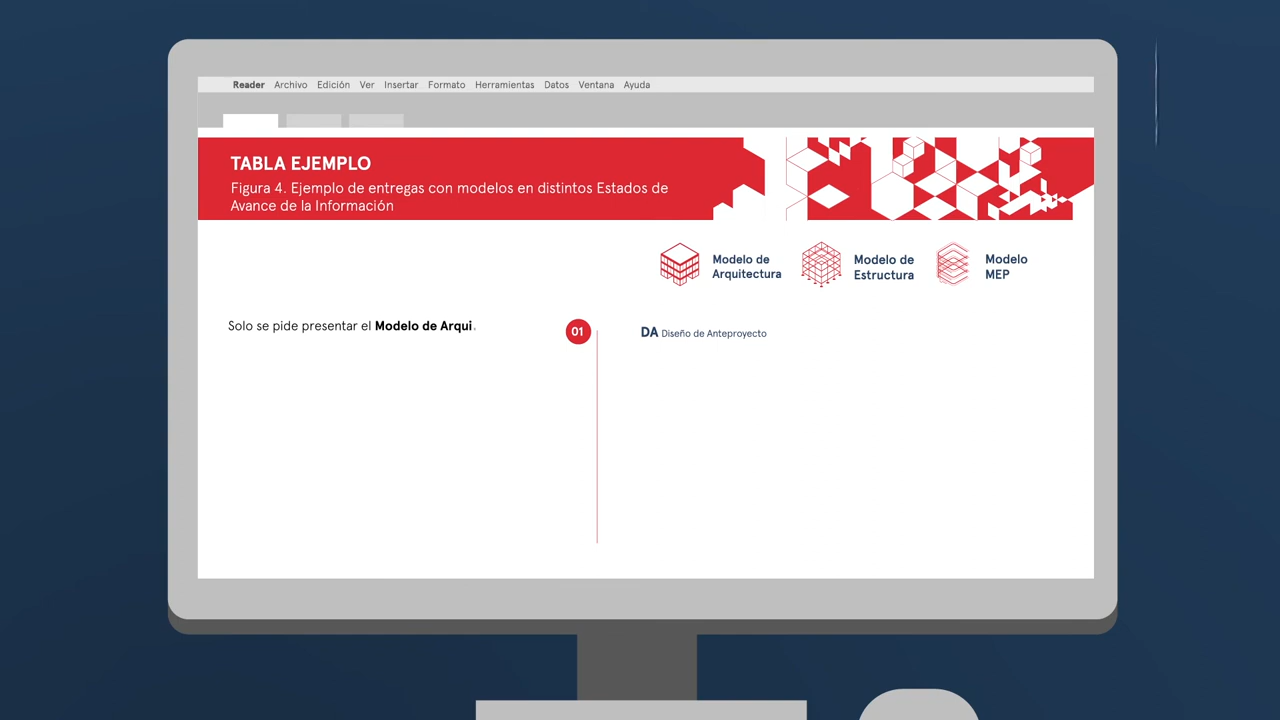 Reader Archivo Edición Ver Insertar Formato Herramientas Datos Ventana Ayuda
TABLA EJEMPLO
Figura 4. Ejemplo de entregas con modelos en distintos Estados de
Avance de la Información
Modelo de
Arquitectura
Modelo de
Estructura
Modelo
MEP
Solo se pide presentar el Modelo de Arqui
01
DA Diseño de Anteproyecto